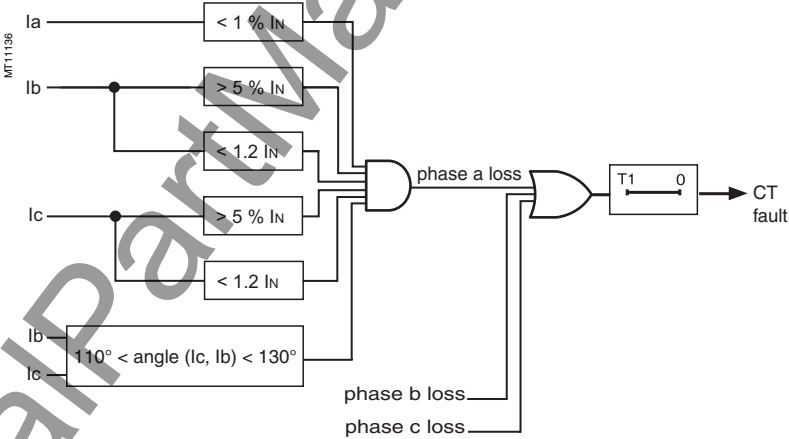 Ia
< 1 % IN
MT11136
Ib
> 5 % IN
< 1.2 IN
phase a loss
T1 0
CT
fault
Ic
> 5 % IN
< 1.2 IN
Ib
110° < angle (Ic, Ib) < 130°
Ic
phase b loss
phase c loss
alPartMa